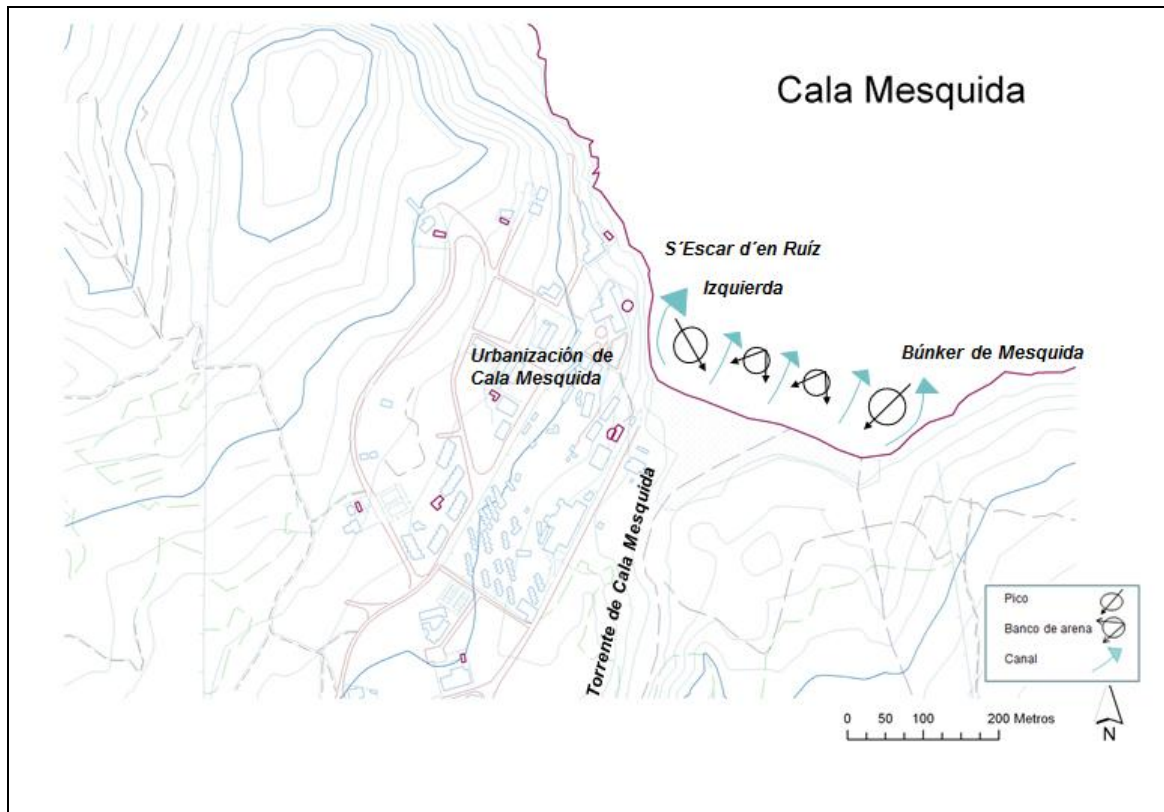 Cala Mesquida
S´Escar d´en Ruíz
Izquierda
Búnker de Mesquida
Urbanización de
Cala Mesquida
Torrente de Cala Mesquida
Pico
Banco de arena
Canal
0 50 100 200 Metros
N